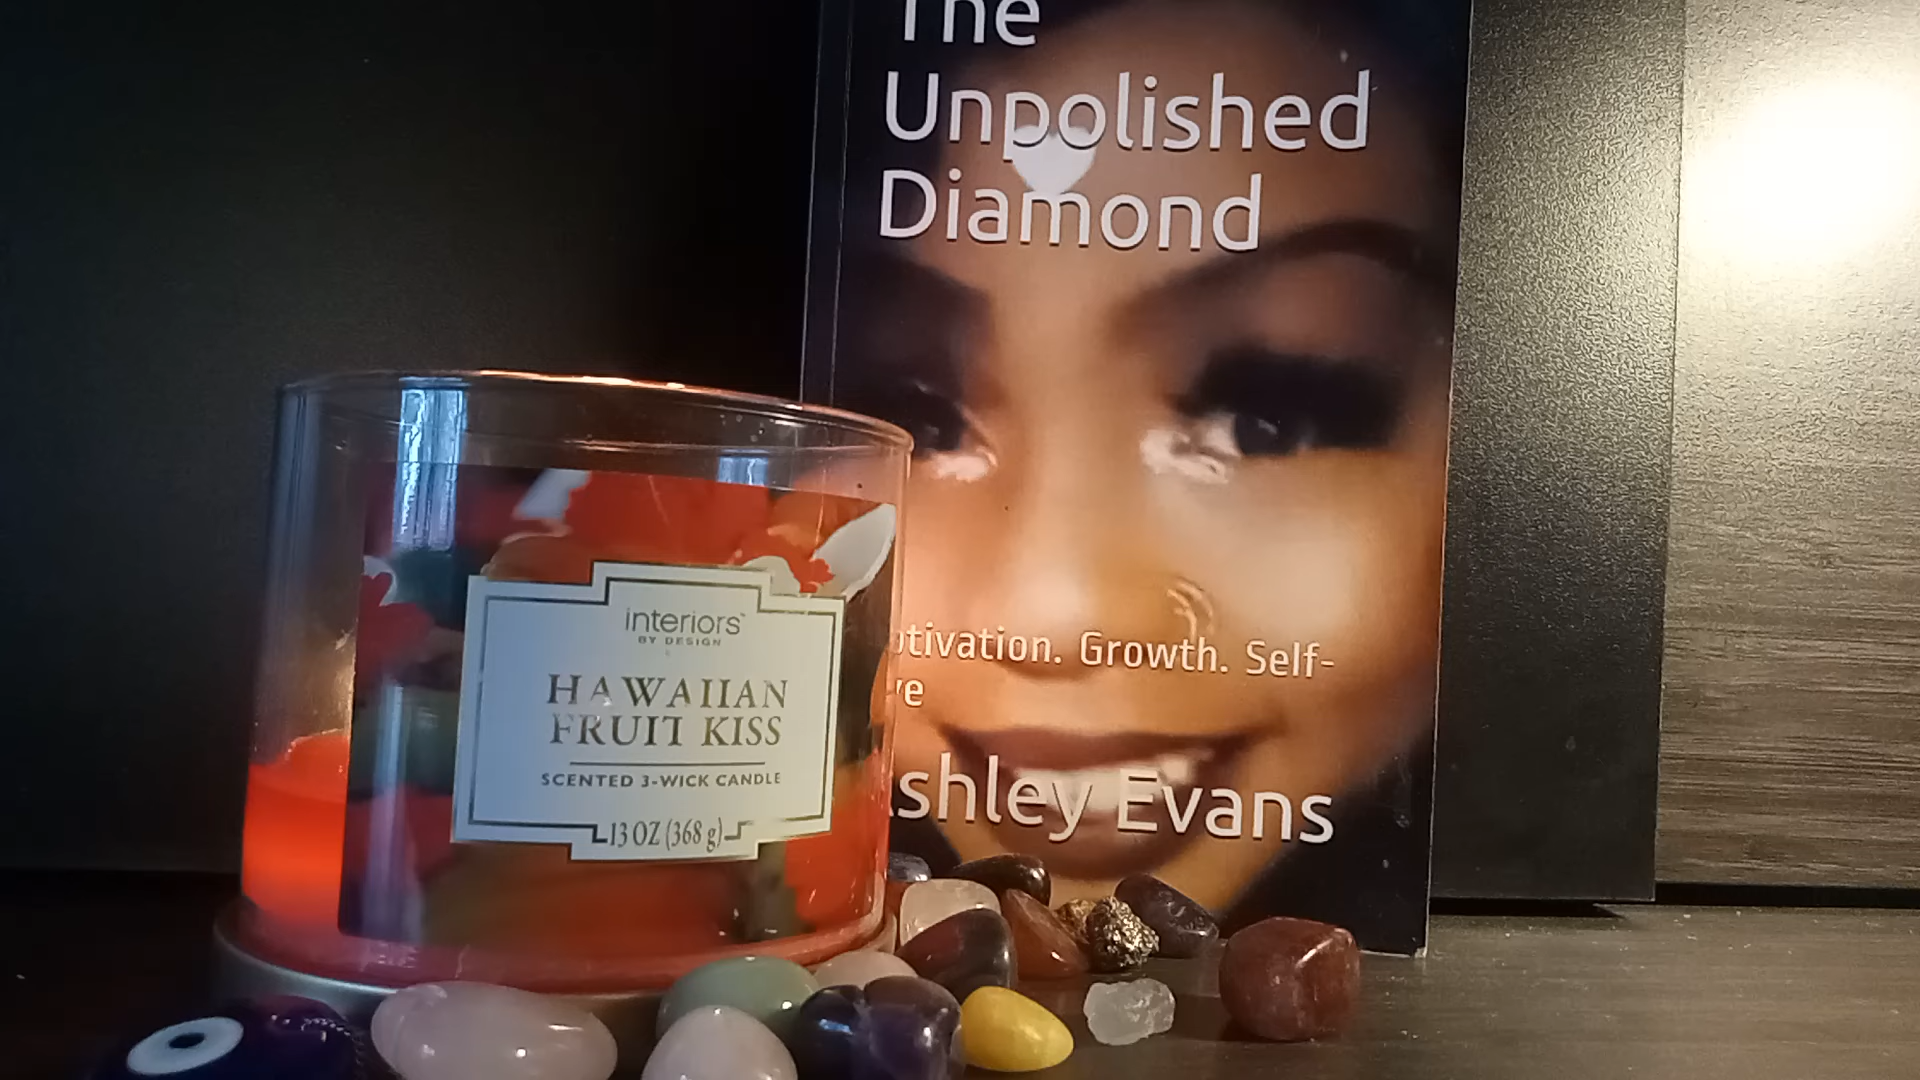 The
Unpolished
Diamond
otivation. Growth. Self-
ve
shley Evans
interiors™
BY DESIGN
HAWAIIAN
FRUIT KISS
SCENTED 3-WICK CANDLE
13 OZ (368 g)